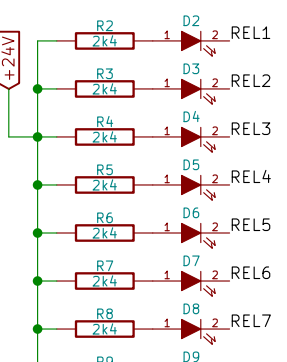 +24V
R2 D2
2k4 1 2 REL1
R3 D3
2k4 1 2 REL2
R4 D4
2k4 1 2 REL3
R5 D5
2k4 1 2 REL4
R6 D6
2k4 1 2 REL5
R7 D7
2k4 1 2 REL6
R8 D8
2k4 1 2 REL7
R9 D9